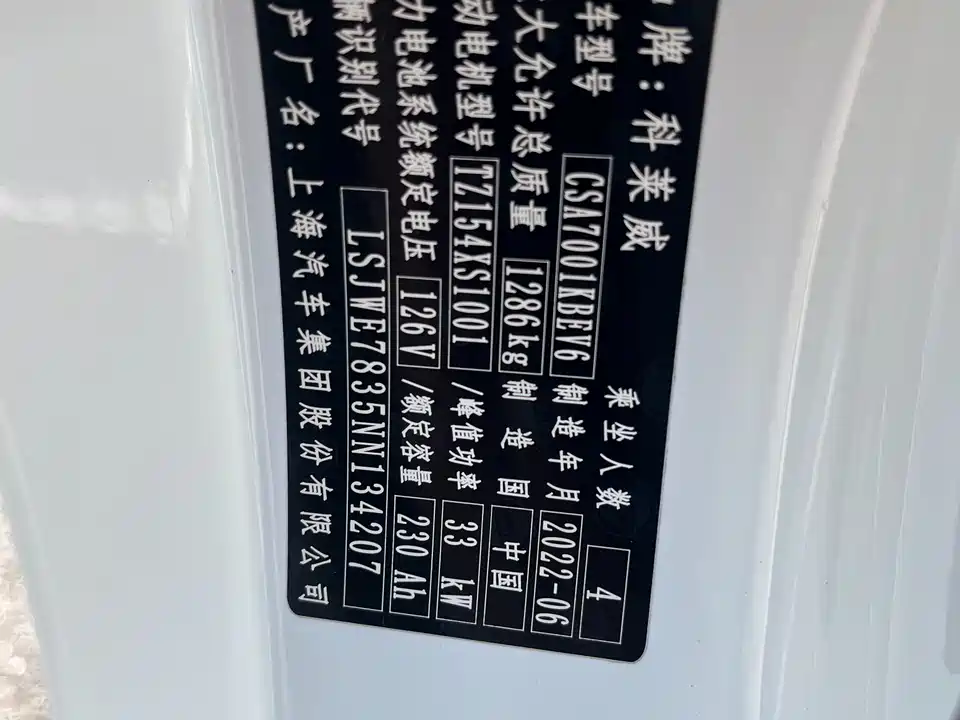 牌：科莱威
车型号 CSA7001KBEV6 乘坐人数 4
大允许总质量 1286kg 制造年月 2022-06
动电机型号 TZ154XS1001 制造国 中国
力电池系统额定电压 126V /峰值功率 33 kW
辆识别代号 LSJWE7835NN134207 /额定容量 230 Ah
产厂名：上海汽车集团股份有限公司